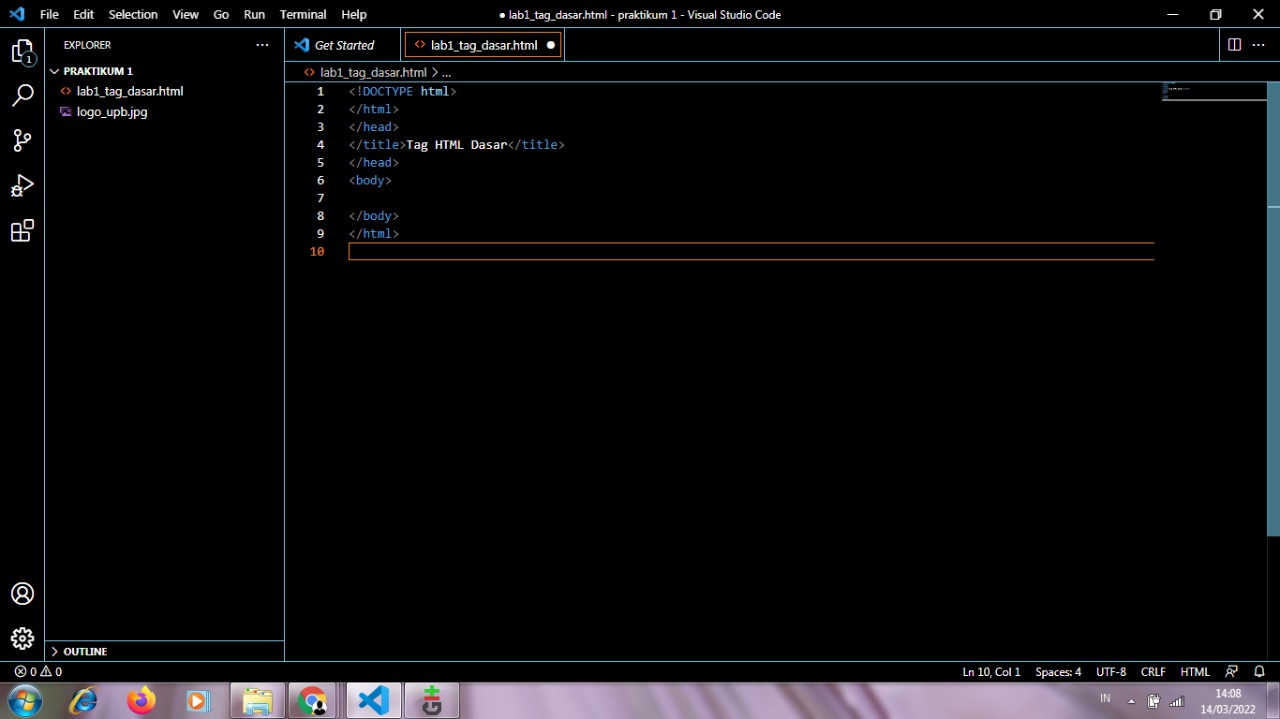 File Edit Selection View Go Run Terminal Help
● lab1_tag_dasar.html - praktikum 1 - Visual Studio Code
EXPLORER
Get Started
lab1_tag_dasar.html
1
PRAKTIKUM 1
lab1_tag_dasar.html > ...
lab1_tag_dasar.html
logo_upb.jpg
1 <!DOCTYPE html>
2 </html>
3 </head>
4 </title>Tag HTML Dasar</title>
5 </head>
6 <body>
7
8 </body>
9 </html>
10
OUTLINE
0 0
Ln 10, Col 1 Spaces: 4 UTF-8 CRLF HTML
IN
14:08
14/03/2022